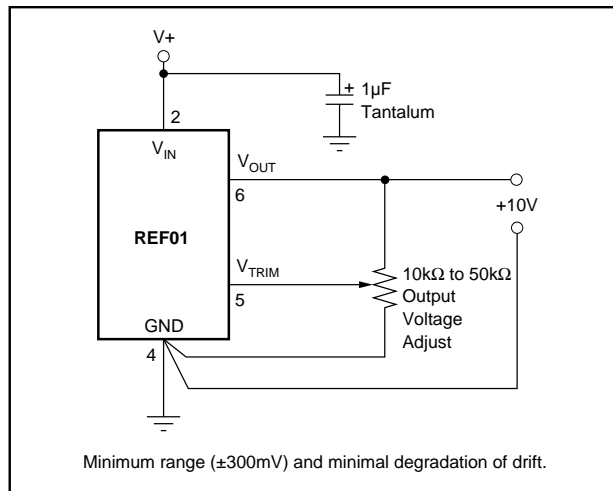 V+
+ 1µF
Tantalum
2
V_IN
V_OUT
6
+10V
REF01
V_TRIM
5
10kΩ to 50kΩ
Output
Voltage
Adjust
GND
4
Minimum range (±300mV) and minimal degradation of drift.